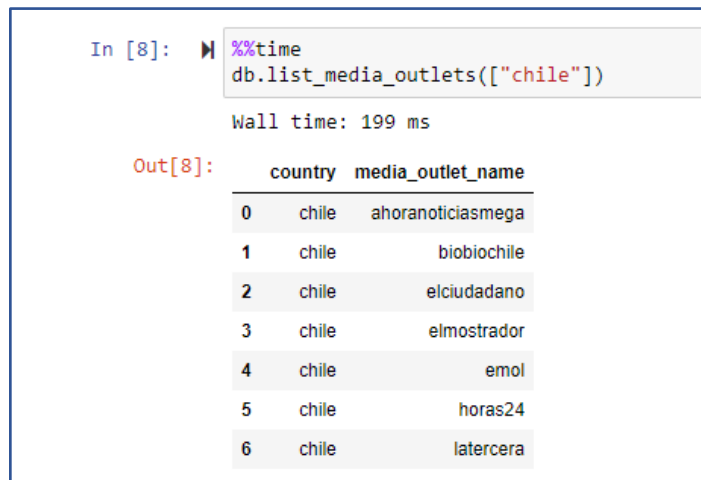 In [8]: %%time
db.list_media_outlets(["chile"])
Wall time: 199 ms
Out[8]:
country media_outlet_name
0 chile ahoranoticiasmega
1 chile biobiochile
2 chile elciudadano
3 chile elmostrador
4 chile emol
5 chile horas24
6 chile latercera